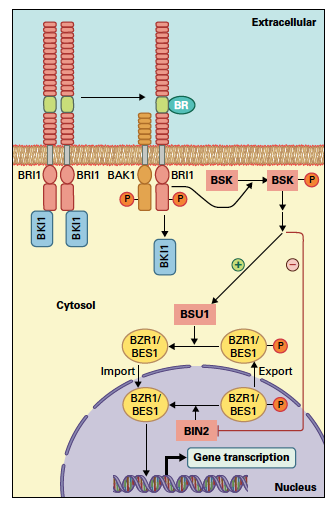 Extracellular
BR
BRI1
BRI1
BAK1
BRI1
BSK
BSK
P
P
P
BKI1
BKI1
BKI1
+
−
Cytosol
BSU1
BZR1/
BES1
BZR1/
BES1
P
Import
Export
BZR1/
BES1
BZR1/
BES1
P
BIN2
Gene transcription
Nucleus